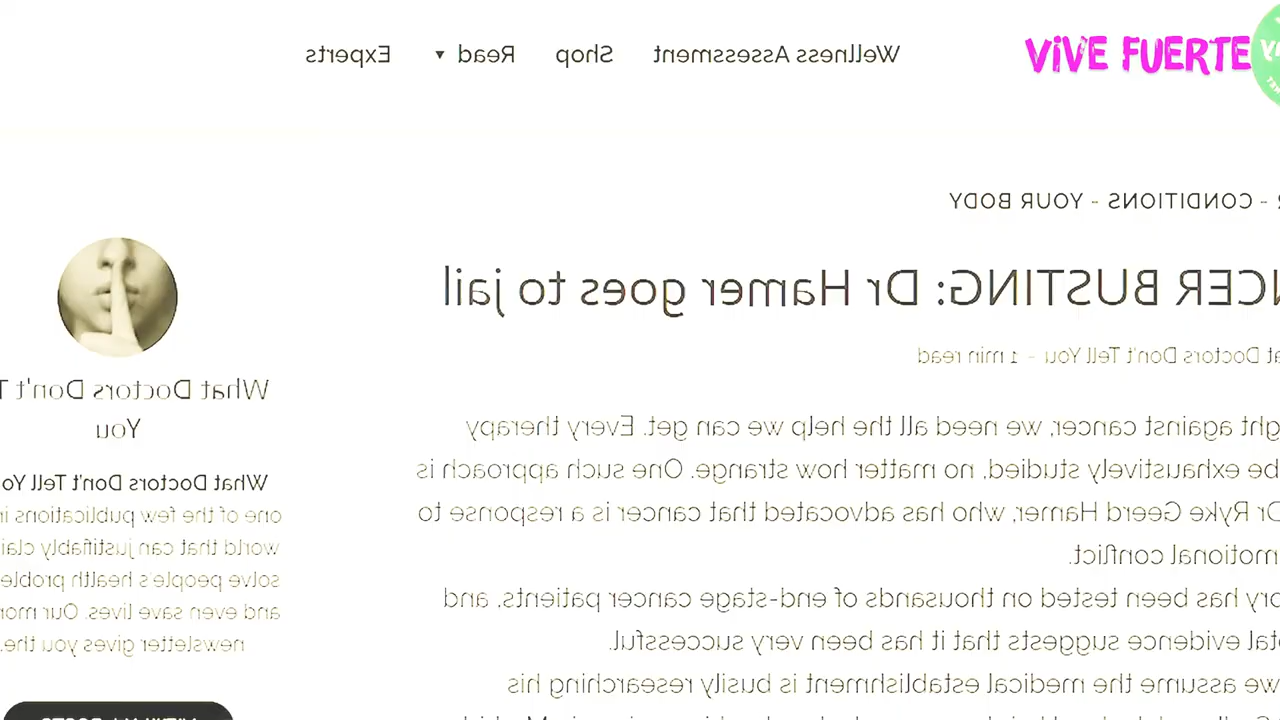 VIVE FUERTE
Wellness Assessment Shop Read ▾ Experts
- CONDITIONS - YOUR BODY
NCER BUSTING: Dr Hamer goes to jail
at Doctors Don't Tell You - 1 min read
ght against cancer, we need all the help we can get. Every therapy
be exhaustively studied, no matter how strange. One such approach is
Dr Ryke Geerd Hamer, who has advocated that cancer is a response to
motional conflict.
ory has been tested on thousands of end-stage cancer patients, and
otal evidence suggests that it has been very successful.
we assume the medical establishment is busily researching his
What Doctors Don't T
You
What Doctors Don't Tell Yo
one of the few publications in
world that can justifiably clai
solve people's health proble
and even save lives. Our mon
newsletter gives you the